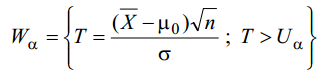 W_α = { T = (X̄ − μ₀)√n / σ ; T > U_α }